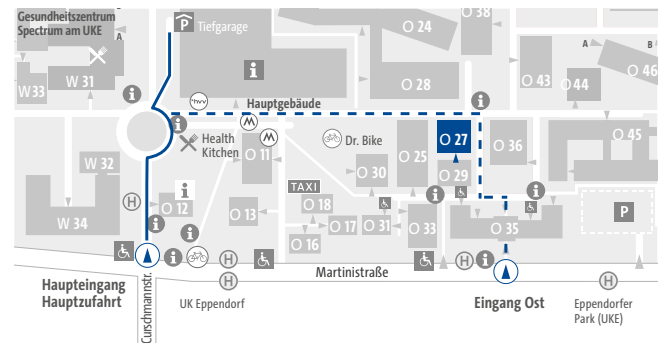 Gesundheitszentrum
Spectrum am UKE
A
P
Tiefgarage
O 24
O 38
A
B
W 31
W33
i
O 28
O 43
O 44
O 46
i
hvv
Hauptgebäude
i
i
M
O 27
O 36
O 45
Health
Kitchen
M
O 11
Dr. Bike
O 25
W 32
O 30
O 29
H
i
O 12
TAXI
O 18
i
i
P
W 34
i
O 13
O 17
O 31
O 33
O 35
O 16
i
H
H
i
Martinistraße
Haupteingang
Hauptzufahrt
Curschmannstr.
H
UK Eppendorf
Eingang Ost
H
Eppendorfer
Park (UKE)